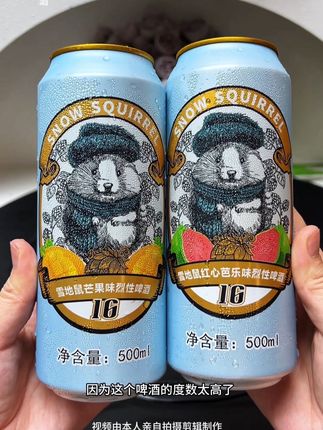 SNOW SQUIRREL
雪地鼠芒果味烈性啤酒
16
净含量：500ml
SNOW SQUIRREL
雪地鼠红心芭乐味烈性啤酒
16
净含量：500ml
因为这个啤酒的度数太高了
视频由本人亲自拍摄剪辑制作